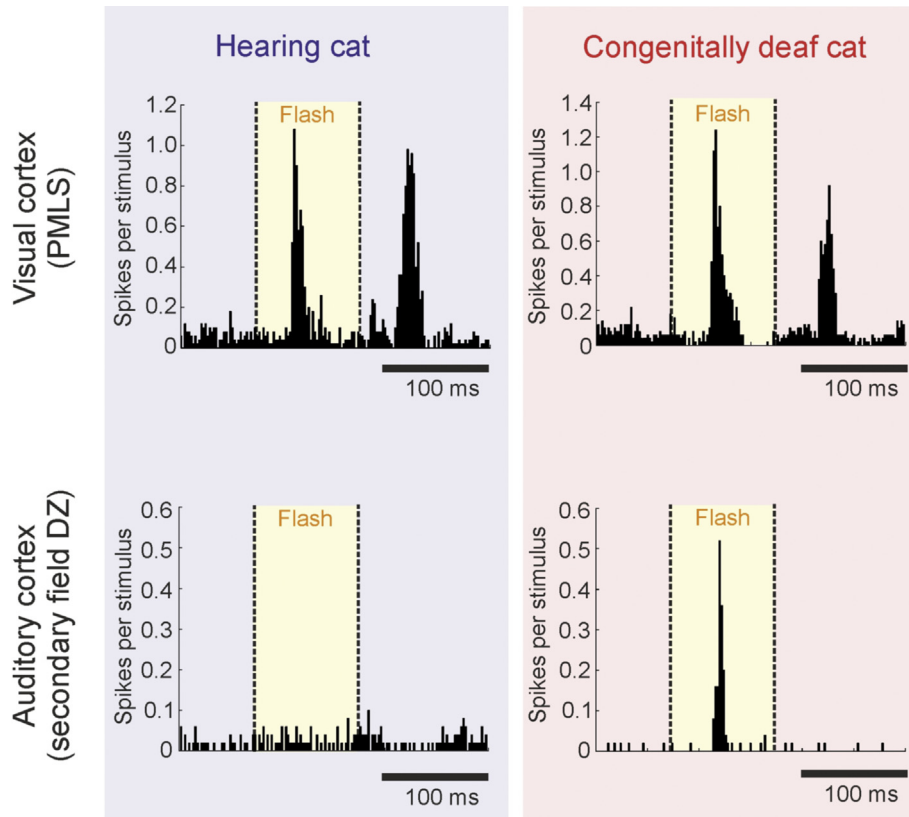 Hearing cat
Congenitally deaf cat
Visual cortex
(PMLS)
Spikes per stimulus
1.2
1.0
0.8
0.6
0.4
0.2
0
Flash
100 ms
Spikes per stimulus
1.4
1.2
1.0
0.8
0.6
0.4
0.2
0
Flash
100 ms
Auditory cortex
(secondary field DZ)
Spikes per stimulus
0.6
0.5
0.4
0.3
0.2
0.1
0
Flash
100 ms
Spikes per stimulus
0.6
0.5
0.4
0.3
0.2
0.1
0
Flash
100 ms